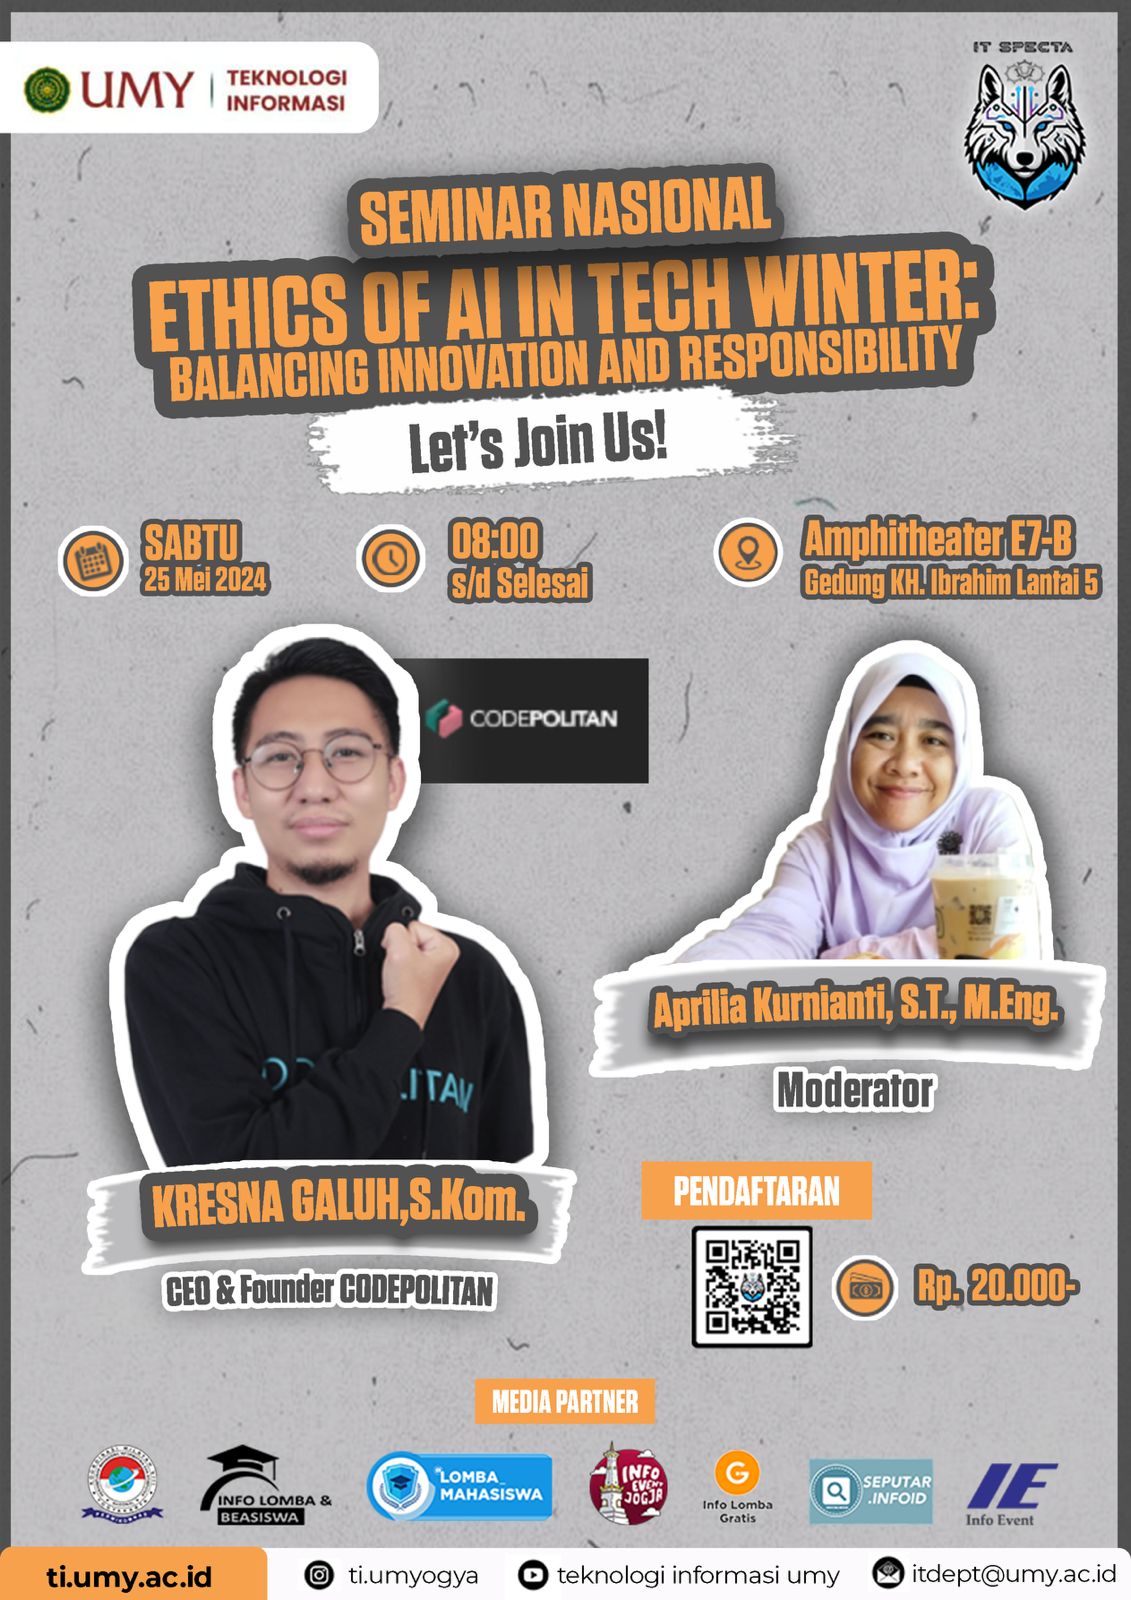 UMY
TEKNOLOGI
INFORMASI
IT SPECTA
SEMINAR NASIONAL
ETHICS OF AI IN TECH WINTER:
BALANCING INNOVATION AND RESPONSIBILITY
Let's Join Us!
SABTU
25 Mei 2024
08:00
s/d Selesai
Amphitheater E7-B
Gedung KH. Ibrahim Lantai 5
CODEPOLITAN
Aprilia Kurnianti, S.T., M.Eng.
Moderator
KRESNA GALUH,S.Kom.
CEO & Founder CODEPOLITAN
PENDAFTARAN
Rp. 20.000-
MEDIA PARTNER
INFO LOMBA &
BEASISWA
LOMBA_
MAHASISWA
INFO
EVENT
JOGJA
G
Info Lomba
Gratis
SEPUTAR
.INFOID
IE
Info Event
ti.umy.ac.id
ti.umyogya
teknologi informasi umy
itdept@umy.ac.id